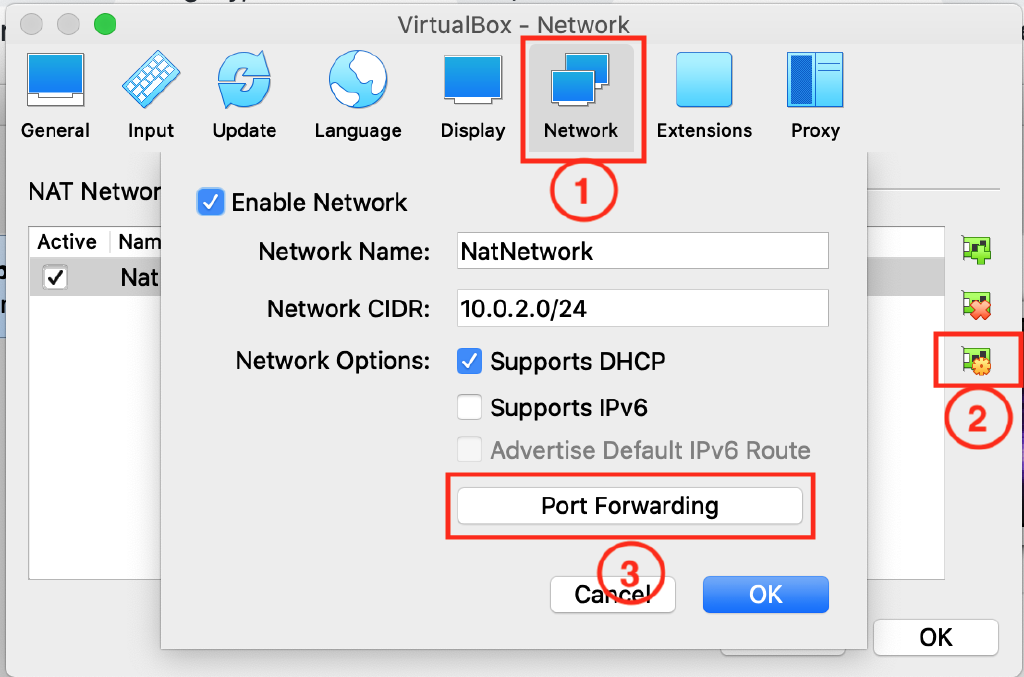 VirtualBox - Network
General Input Update Language Display Network Extensions Proxy
1
NAT Networ
Enable Network
Active Nam
Network Name: NatNetwork
Nat
Network CIDR: 10.0.2.0/24
Network Options: Supports DHCP
Supports IPv6
2
Advertise Default IPv6 Route
Port Forwarding
3
Cancel OK
OK